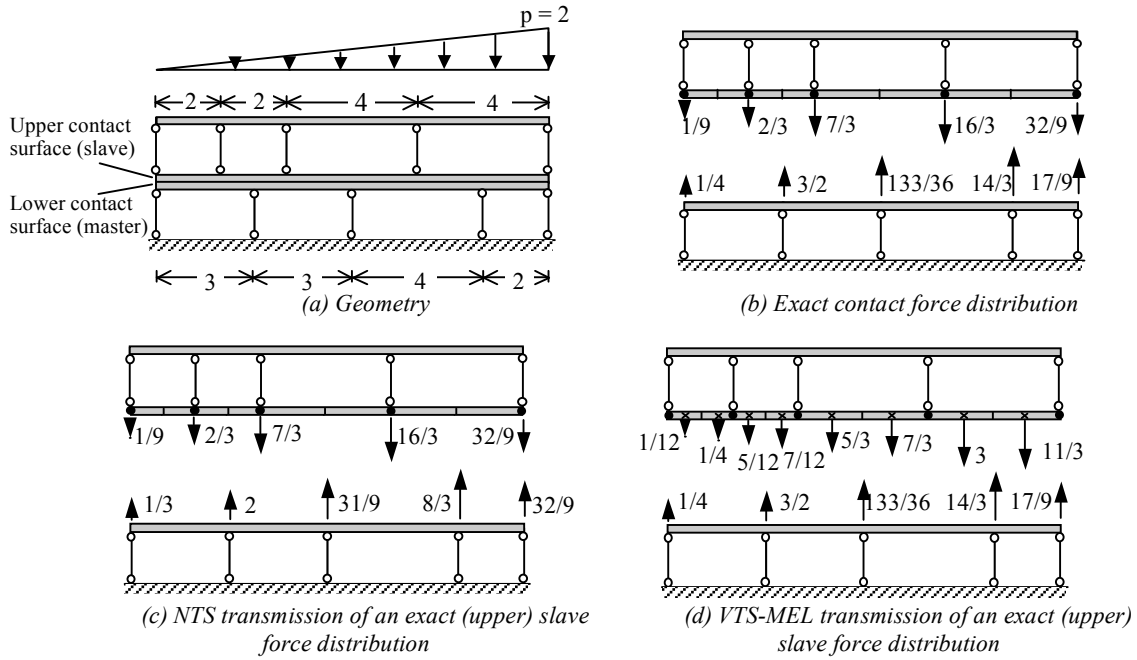 p = 2
2 2 4 4
Upper contact
surface (slave)
Lower contact
surface (master)
3 3 4 2
(a) Geometry
1/9 2/3 7/3 16/3 32/9
1/4 3/2 133/36 14/3 17/9
(b) Exact contact force distribution
1/9 2/3 7/3 16/3 32/9
1/3 2 31/9 8/3 32/9
(c) NTS transmission of an exact (upper) slave
force distribution
1/12 1/4 5/12 7/12 5/3 7/3 3 11/3
1/4 3/2 133/36 14/3 17/9
(d) VTS-MEL transmission of an exact (upper)
slave force distribution